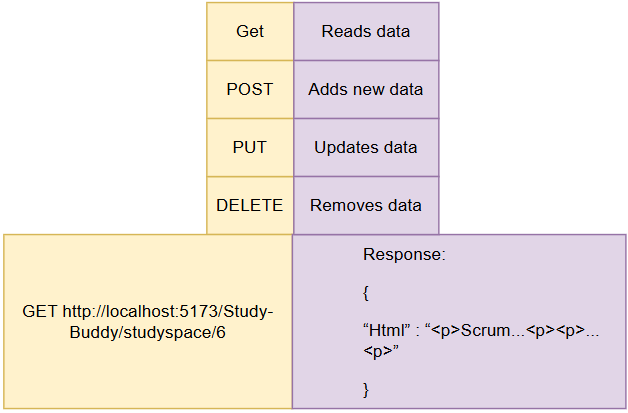 Get
Reads data
POST
Adds new data
PUT
Updates data
DELETE
Removes data
GET http://localhost:5173/Study-
Buddy/studyspace/6
Response:
{
“Html” : “<p>Scrum...<p><p>...
<p>”
}